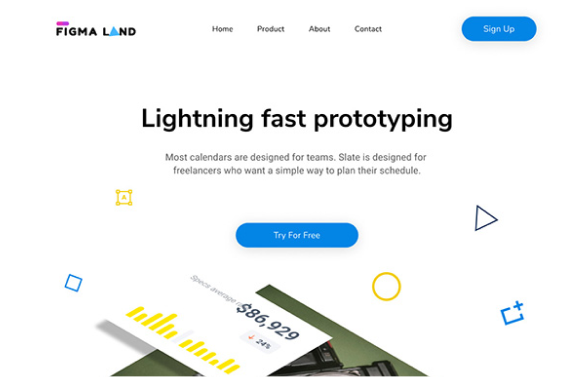 FIGMA LAND
Home Product About Contact
Sign Up
Lightning fast prototyping
Most calendars are designed for teams. Slate is designed for
freelancers who want a simple way to plan their schedule.
A
Try For Free
Specs average
$86,929
24%